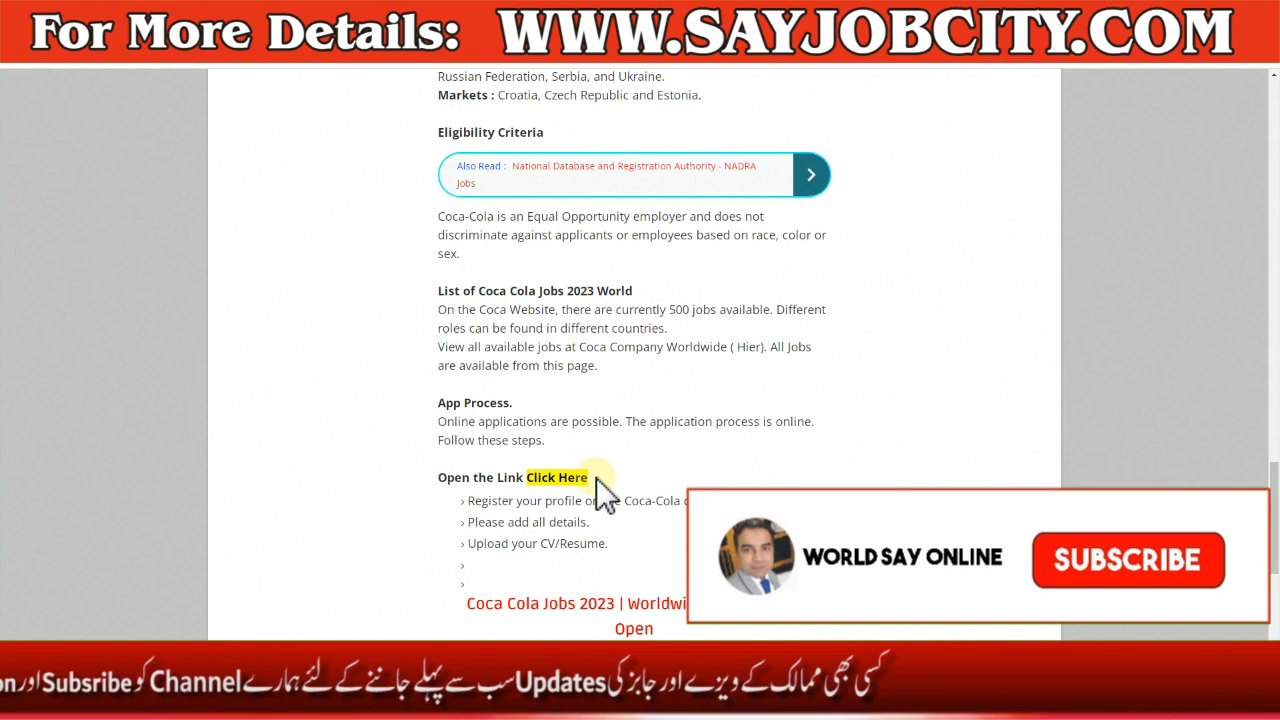 For More Details: WWW.SAYJOBCITY.COM
Russian Federation, Serbia, and Ukraine.
Markets : Croatia, Czech Republic and Estonia.
Eligibility Criteria
Also Read : National Database and Registration Authority - NADRA
Jobs
Coca-Cola is an Equal Opportunity employer and does not
discriminate against applicants or employees based on race, color or
sex.
List of Coca Cola Jobs 2023 World
On the Coca Website, there are currently 500 jobs available. Different
roles can be found in different countries.
View all available jobs at Coca Company Worldwide ( Hier). All Jobs
are available from this page.
App Process.
Online applications are possible. The application process is online.
Follow these steps.
Open the Link Click Here
› Register your profile Coca-Cola
› Please add all details.
› Upload your CV/Resume.
›
›
Coca Cola Jobs 2023 |
Open
WORLD SAY ONLINE
SUBSCRIBE
کسی بھی ممالک کے ویزے اور جابز کی Updates سب سے پہلے جاننے کے لئے ہمارے Channel کو Subsribe اور